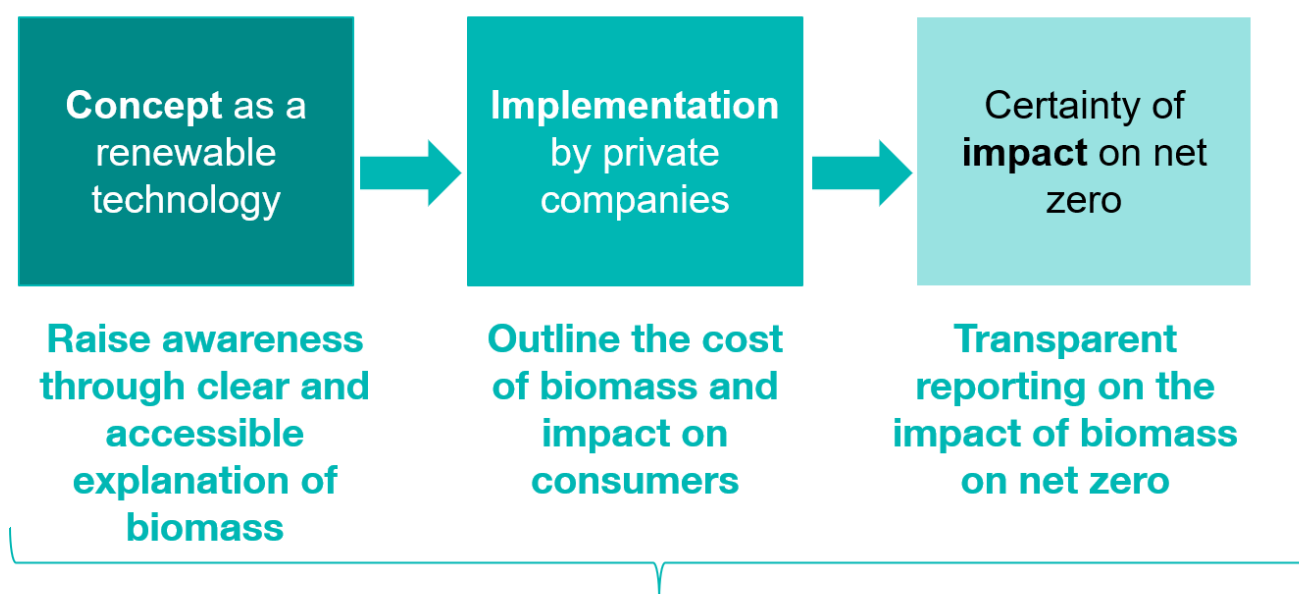 Concept as a
renewable
technology
Implementation
by private
companies
Certainty of
impact on net
zero
Raise awareness
through clear and
accessible
explanation of
biomass
Outline the cost
of biomass and
impact on
consumers
Transparent
reporting on the
impact of biomass
on net zero